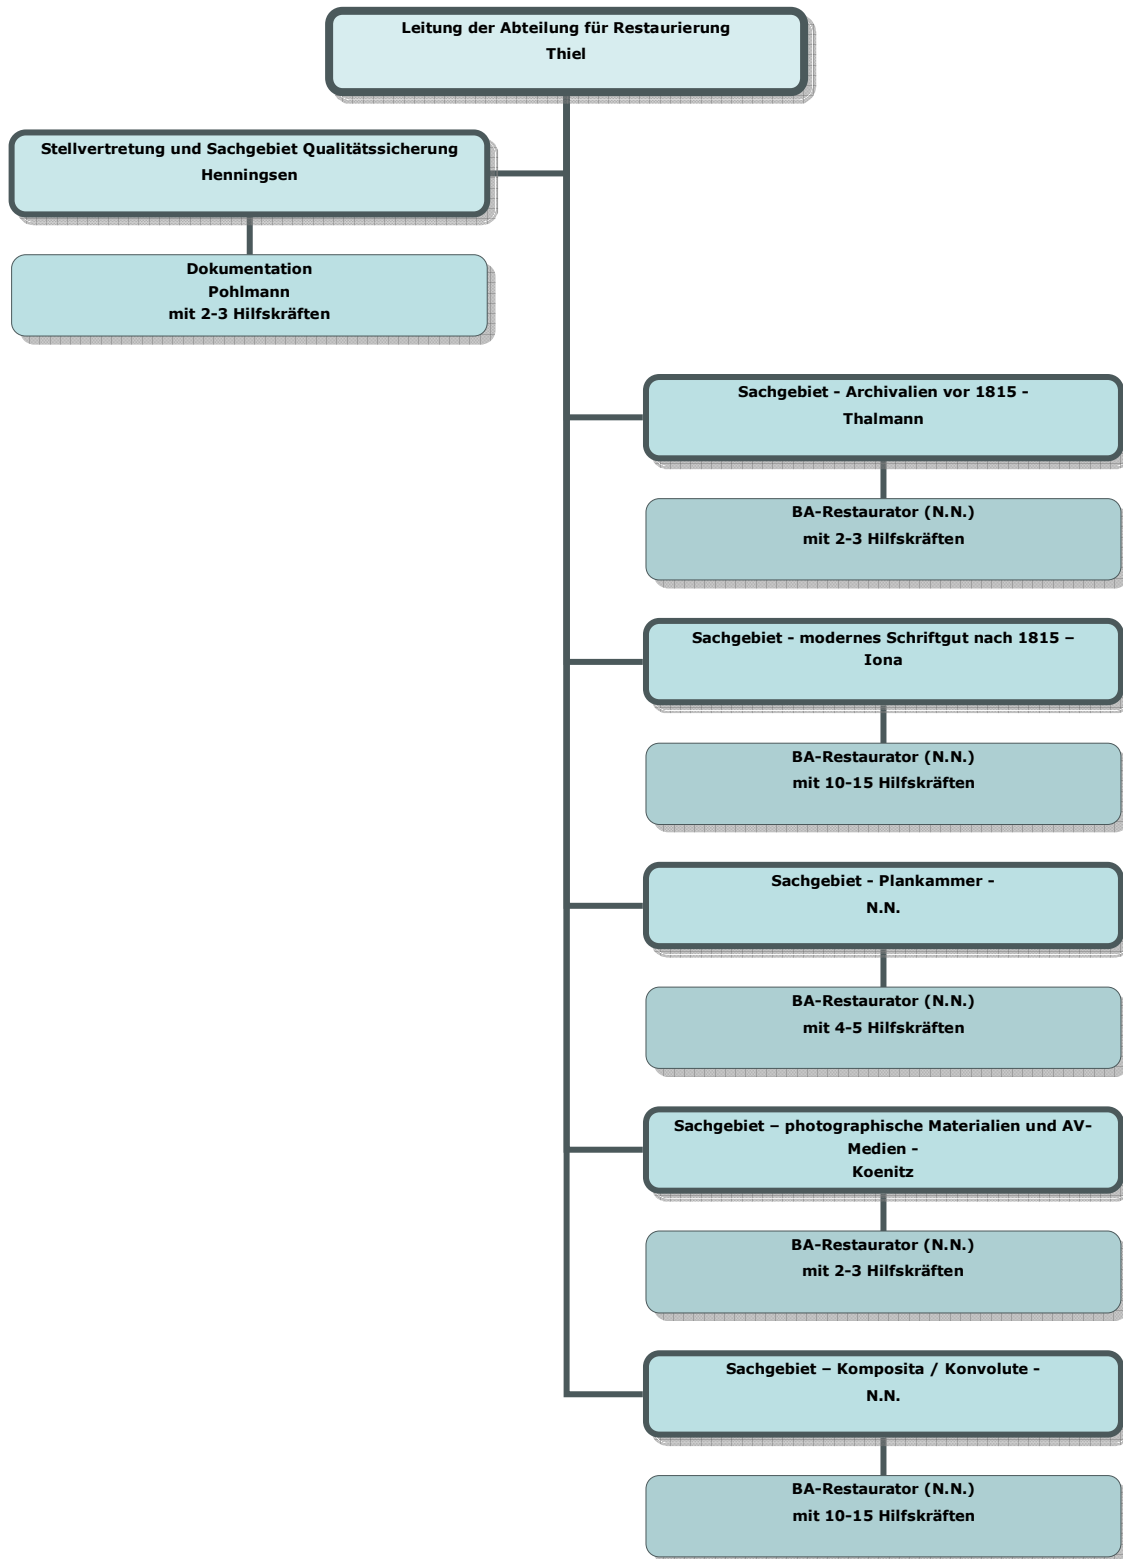 Leitung der Abteilung für Restaurierung
Thiel
Stellvertretung und Sachgebiet Qualitätssicherung
Henningsen
Dokumentation
Pohlmann
mit 2-3 Hilfskräften
Sachgebiet - Archivalien vor 1815 -
Thalmann
BA-Restaurator (N.N.)
mit 2-3 Hilfskräften
Sachgebiet - modernes Schriftgut nach 1815 –
Iona
BA-Restaurator (N.N.)
mit 10-15 Hilfskräften
Sachgebiet - Plankammer -
N.N.
BA-Restaurator (N.N.)
mit 4-5 Hilfskräften
Sachgebiet – photographische Materialien und AV-
Medien -
Koenitz
BA-Restaurator (N.N.)
mit 2-3 Hilfskräften
Sachgebiet – Komposita / Konvolute -
N.N.
BA-Restaurator (N.N.)
mit 10-15 Hilfskräften